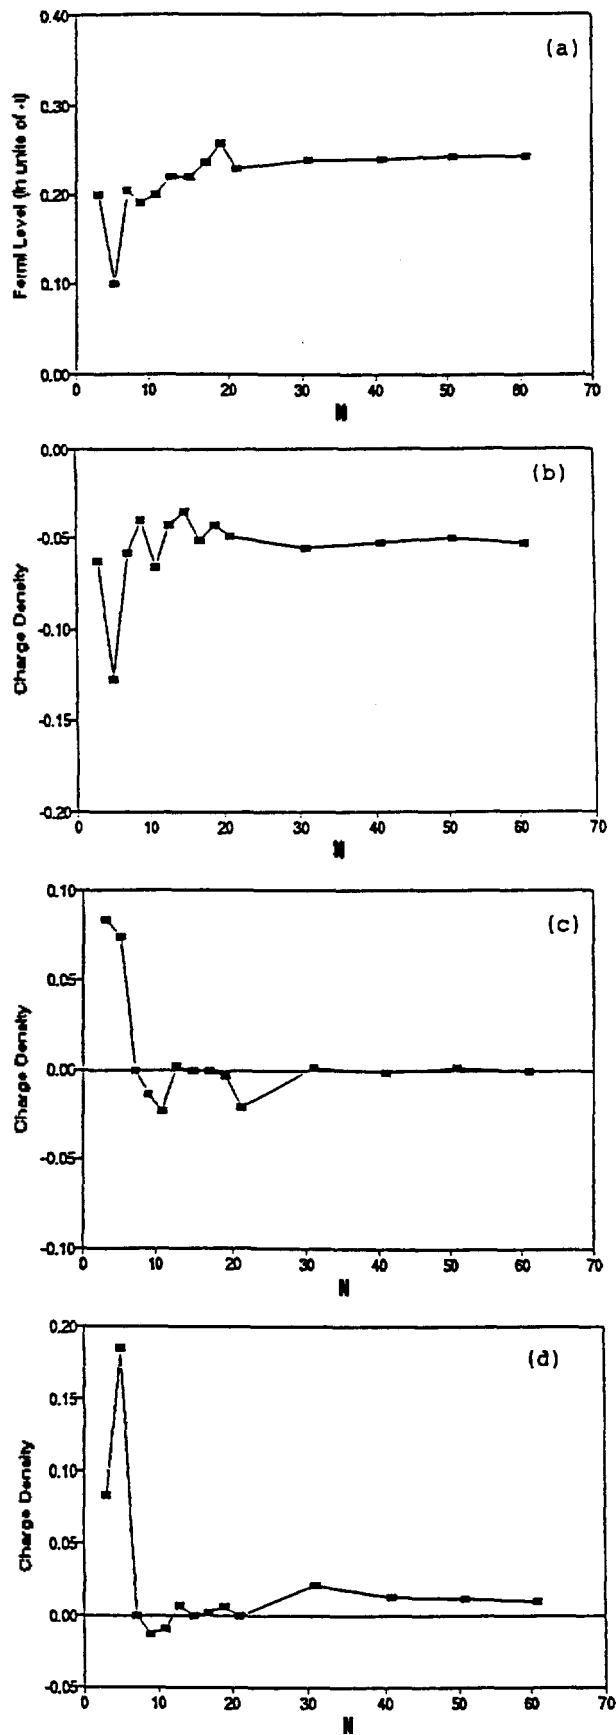 (a)
Fermi Level (in units of -t)
0.40
0.30
0.20
0.10
0.00
0 10 20 30 40 50 60 70
N
(b)
Charge Density
0.00
-0.05
-0.10
-0.15
-0.20
0 10 20 30 40 50 60 70
N
(c)
Charge Density
0.10
0.05
0.00
-0.05
-0.10
0 10 20 30 40 50 60 70
N
(d)
Charge Density
0.20
0.15
0.10
0.05
0.00
-0.05
0 10 20 30 40 50 60 70
N